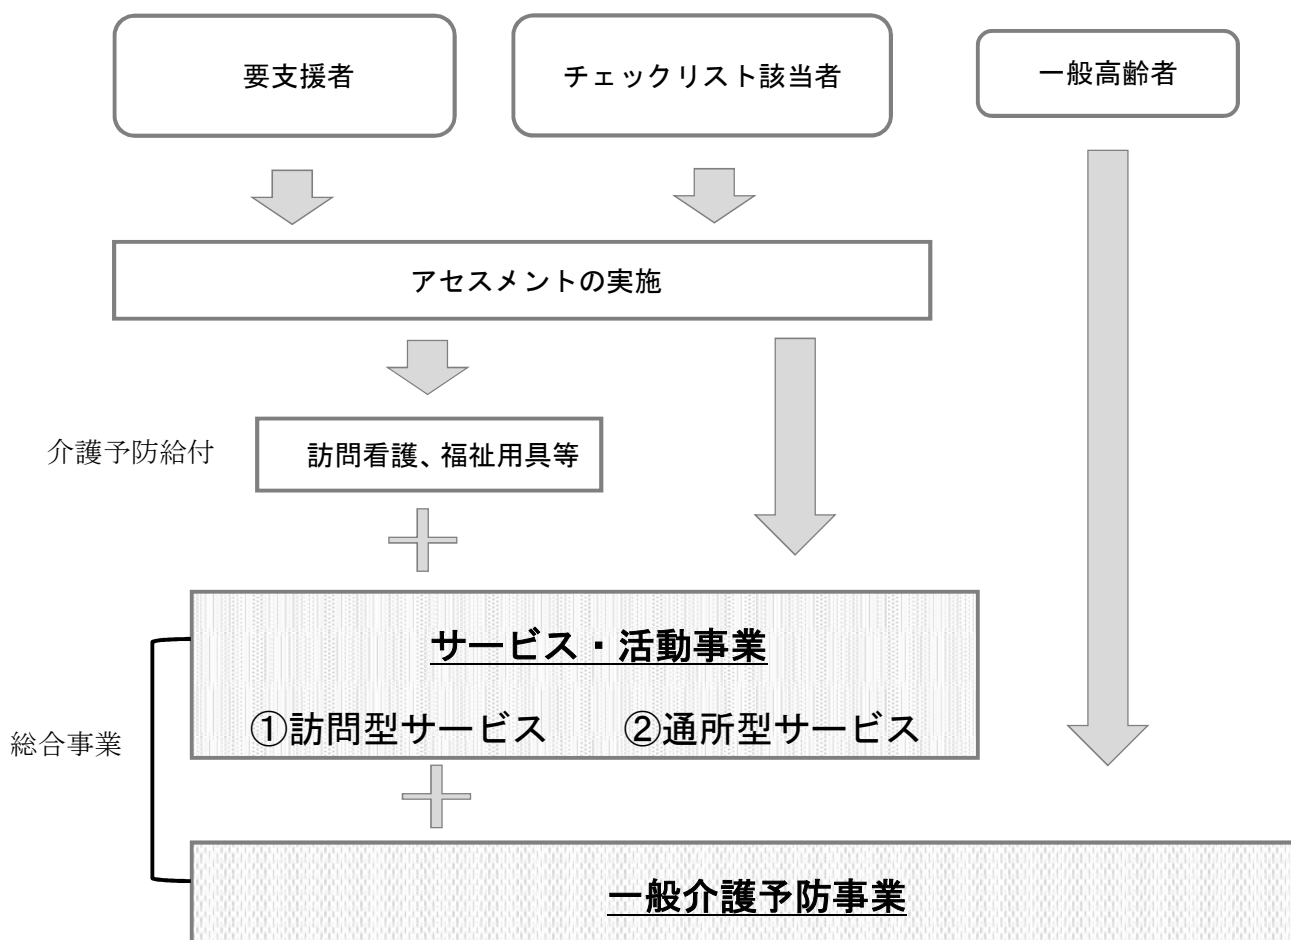 要支援者
チェックリスト該当者
一般高齢者
アセスメントの実施
介護予防給付
訪問看護、福祉用具等
サービス・活動事業
①訪問型サービス
②通所型サービス
総合事業
一般介護予防事業